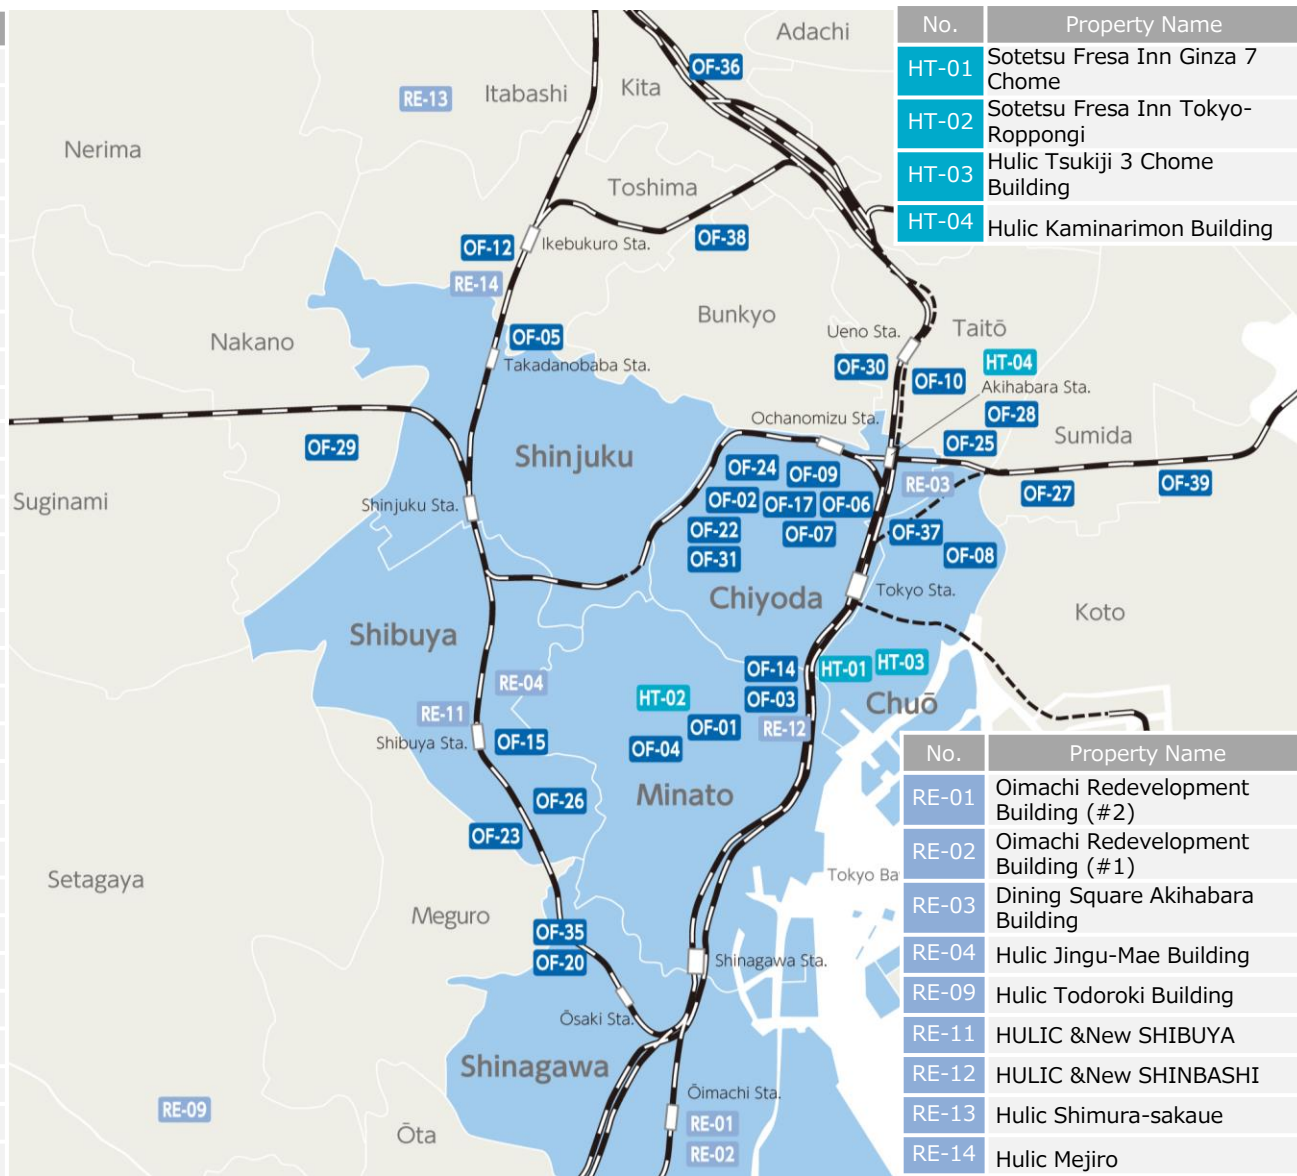 Adachi
OF-36
Kita
Itabashi
RE-13
Nerima
Toshima
OF-12
Ikebukuro Sta.
OF-38
RE-14
Bunkyo
Nakano
OF-05
Takadanobaba Sta.
Ueno Sta.
Taitō
OF-30
OF-10
HT-04
Akihabara Sta.
Ochanomizu Sta.
OF-28
OF-25
Sumida
OF-29
Shinjuku
OF-24
OF-09
RE-03
OF-27
OF-39
Suginami
Shinjuku Sta.
OF-02
OF-17
OF-06
OF-22
OF-07
OF-37
OF-31
OF-08
Chiyoda
Tokyo Sta.
Koto
Shibuya
OF-14
HT-01
HT-03
RE-04
HT-02
OF-03
Chuō
RE-11
OF-01
RE-12
Shibuya Sta.
OF-15
OF-04
OF-26
Minato
OF-23
Setagaya
Tokyo Ba
Meguro
OF-35
OF-20
Shinagawa Sta.
Ōsaki Sta.
Shinagawa
Ōimachi Sta.
RE-09
RE-01
Ōta
RE-02
No. Property Name
HT-01 Sotetsu Fresa Inn Ginza 7
Chome
HT-02 Sotetsu Fresa Inn Tokyo-
Roppongi
HT-03 Hulic Tsukiji 3 Chome
Building
HT-04 Hulic Kaminarimon Building
No. Property Name
RE-01 Oimachi Redevelopment
Building (#2)
RE-02 Oimachi Redevelopment
Building (#1)
RE-03 Dining Square Akihabara
Building
RE-04 Hulic Jingu-Mae Building
RE-09 Hulic Todoroki Building
RE-11 HULIC &New SHIBUYA
RE-12 HULIC &New SHINBASHI
RE-13 Hulic Shimura-sakaue
RE-14 Hulic Mejiro